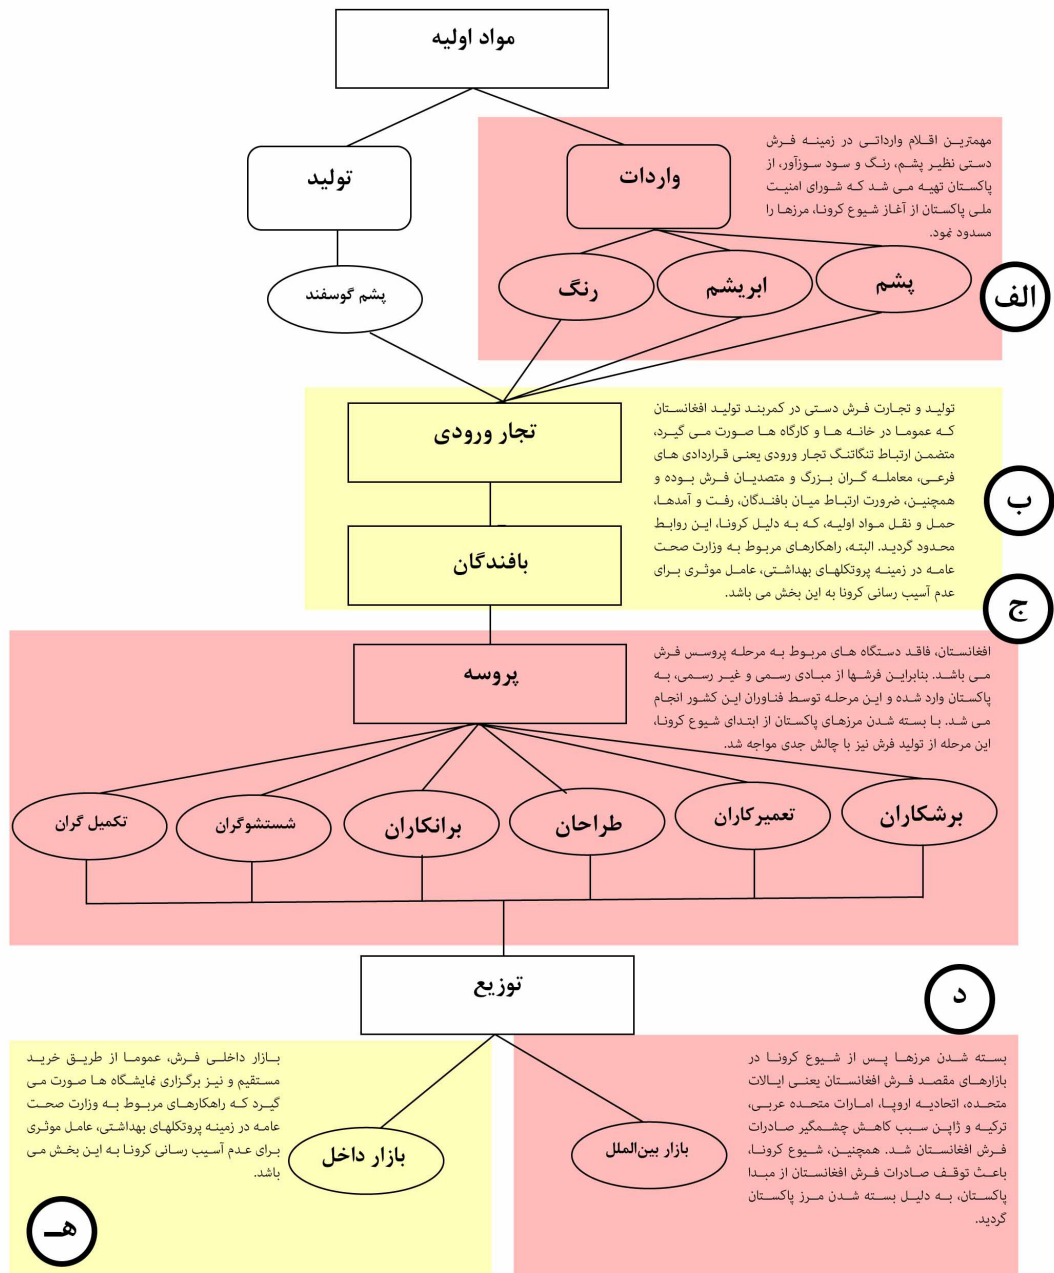 مواد اولیه
تولید
واردات
مهمترین اقلام وارداتی در زمینه فرش
دستی نظیر پشم، رنگ و سود سوزآور، از
پاکستان تهیه می شد که شورای امنیت
ملی پاکستان از آغاز شیوع کرونا، مرزها را
مسدود نمود.
پشم
ابریشم
رنگ
پشم گوسفند
الف
تجار ورودی
بافندگان
تولید و تجارت فرش دستی در کمربند تولید افغانستان
که عموما در خانه ها و کارگاه ها صورت می گیرد،
متضمن ارتباط تنگاتنگ تجار ورودی یعنی قراردادی های
فرعی، معامله گران بزرگ و متصدیان فرش بوده و
همچنین، ضرورت ارتباط میان بافندگان، رفت و آمدها،
حمل و نقل مواد اولیه، که به دلیل کرونا، این روابط
محدود گردید. البته، راهکارهای مربوط به وزارت صحت
عامه در زمینه پروتکلهای بهداشتی، عامل موثری برای
عدم آسیب رسانی کرونا به این بخش می باشد.
ب
ج
پروسه
افغانستان، فاقد دستگاه های مربوط به مرحله پروسس فرش
می باشد. بنابراین فرشها از مبادی رسمی و غیر رسمی، به
پاکستان وارد شده و این مرحله توسط فناوران این کشور انجام
می شد. با بسته شدن مرزهای پاکستان از ابتدای شیوع کرونا،
این مرحله از تولید فرش نیز با چالش جدی مواجه شد.
برشکاران
تعمیرکاران
طراحان
برانکاران
شستشوگران
تکمیل گران
توزیع
د
بسته شدن مرزها پس از شیوع کرونا در
بازارهای مقصد فرش افغانستان یعنی ایالات
متحده، اتحادیه اروپا، امارات متحده عربی،
ترکیه و ژاپن سبب کاهش چشمگیر صادرات
فرش افغانستان شد. همچنین، شیوع کرونا،
باعث توقف صادرات فرش افغانستان از مبدا
پاکستان، به دلیل بسته شدن مرز پاکستان
گردید.
بازار بین‌الملل
بازار داخل
بازار داخلی فرش، عموما از طریق خرید
مستقیم و نیز برگزاری نمایشگاه ها صورت می
گیرد که راهکارهای مربوط به وزارت صحت
عامه در زمینه پروتکلهای بهداشتی، عامل موثری
برای عدم آسیب رسانی کرونا به این بخش می
باشد.
هـ